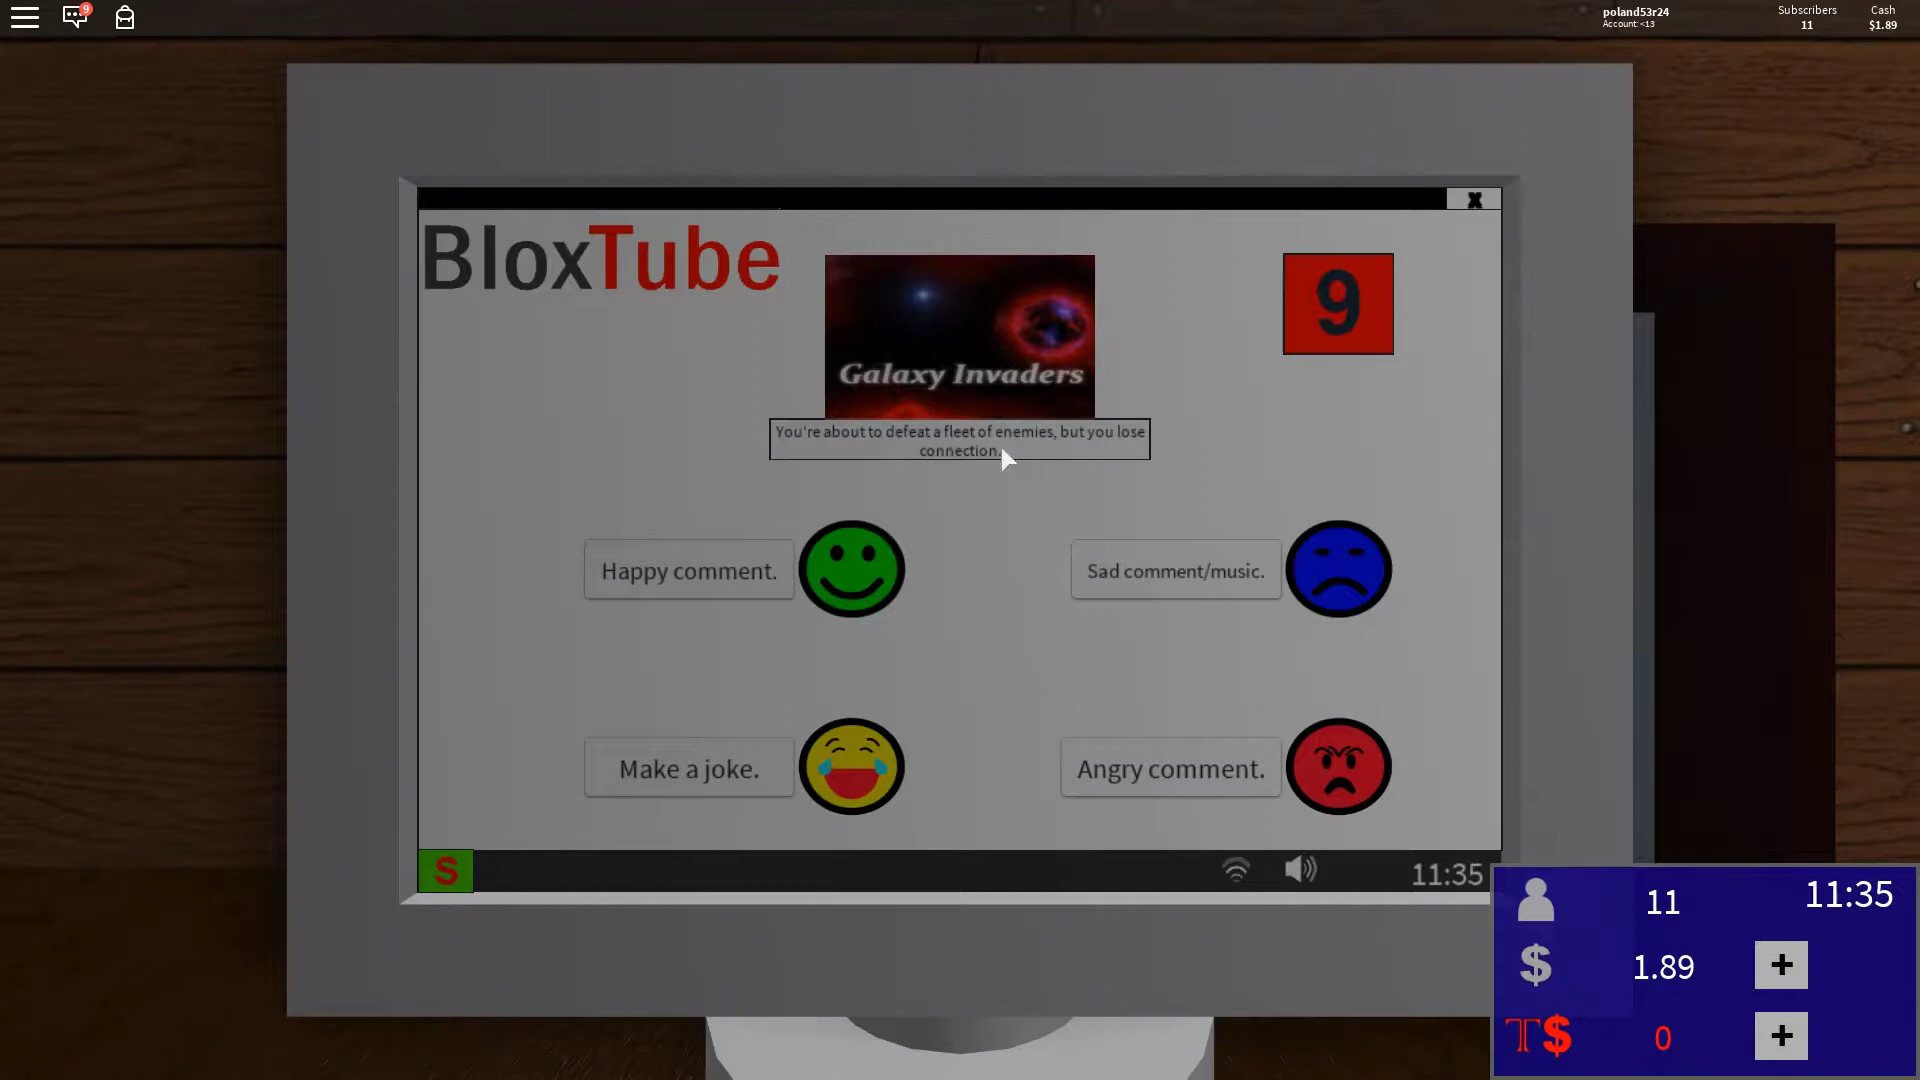 9
poland53r24
Account: <13
Subscribers
11
Cash
$1.89
X
BloxTube
9
Galaxy Invaders
You're about to defeat a fleet of enemies, but you lose
connection.
Happy comment.
Sad comment/music.
Make a joke.
Angry comment.
S
11:35
11
11:35
$
1.89
+
T$
0
+